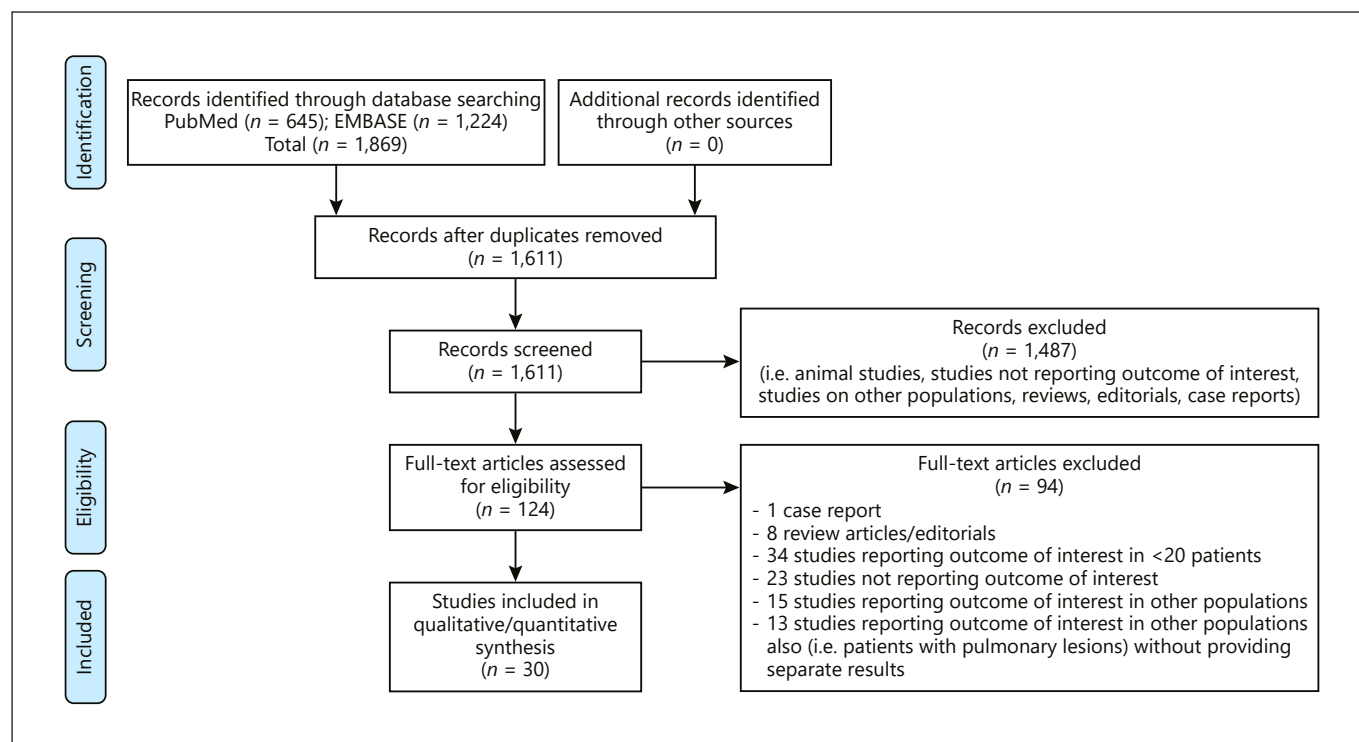 Identification
Records identified through database searching
PubMed (n = 645); EMBASE (n = 1,224)
Total (n = 1,869)
Additional records identified
through other sources
(n = 0)
Records after duplicates removed
(n = 1,611)
Screening
Records screened
(n = 1,611)
Records excluded
(n = 1,487)
(i.e. animal studies, studies not reporting outcome of interest,
studies on other populations, reviews, editorials, case reports)
Eligibility
Full-text articles assessed
for eligibility
(n = 124)
Full-text articles excluded
(n = 94)
- 1 case report
- 8 review articles/editorials
- 34 studies reporting outcome of interest in <20 patients
- 23 studies not reporting outcome of interest
- 15 studies reporting outcome of interest in other populations
- 13 studies reporting outcome of interest in other populations
also (i.e. patients with pulmonary lesions) without providing
separate results
Included
Studies included in
qualitative/quantitative
synthesis
(n = 30)